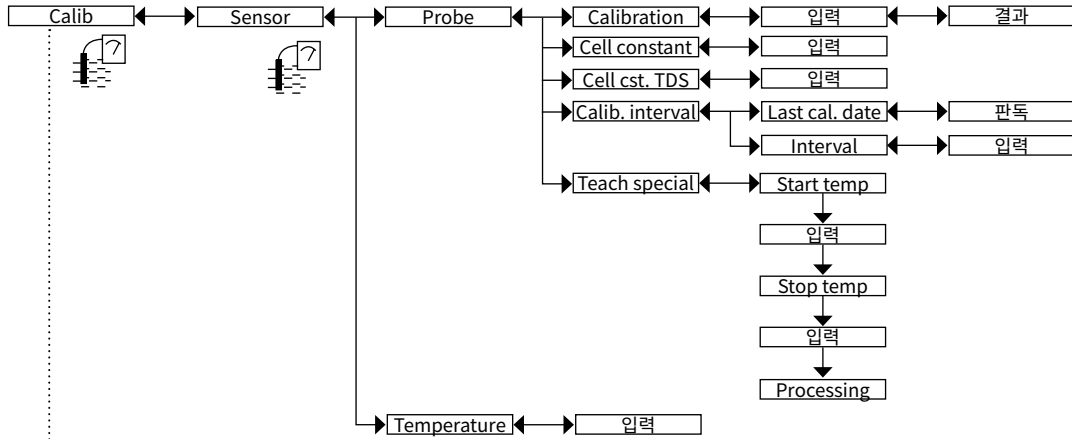 Calib Sensor Probe Calibration 입력 결과
Cell constant 입력
Cell cst. TDS 입력
Calib. interval Last cal. date 판독
Interval 입력
Teach special Start temp
입력
Stop temp
입력
Processing
Temperature 입력